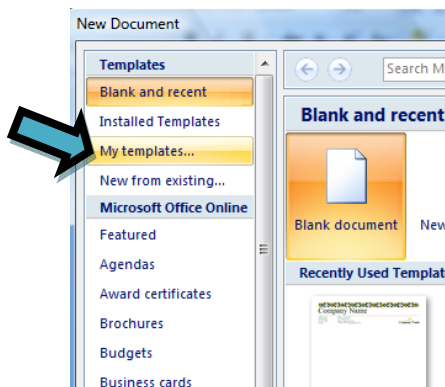 New Document
Templates
Blank and recent
Installed Templates
My templates...
New from existing...
Microsoft Office Online
Featured
Agendas
Award certificates
Brochures
Budgets
Business cards
Search M
Blank and recent
Blank document
New
Recently Used Templat
Company Name